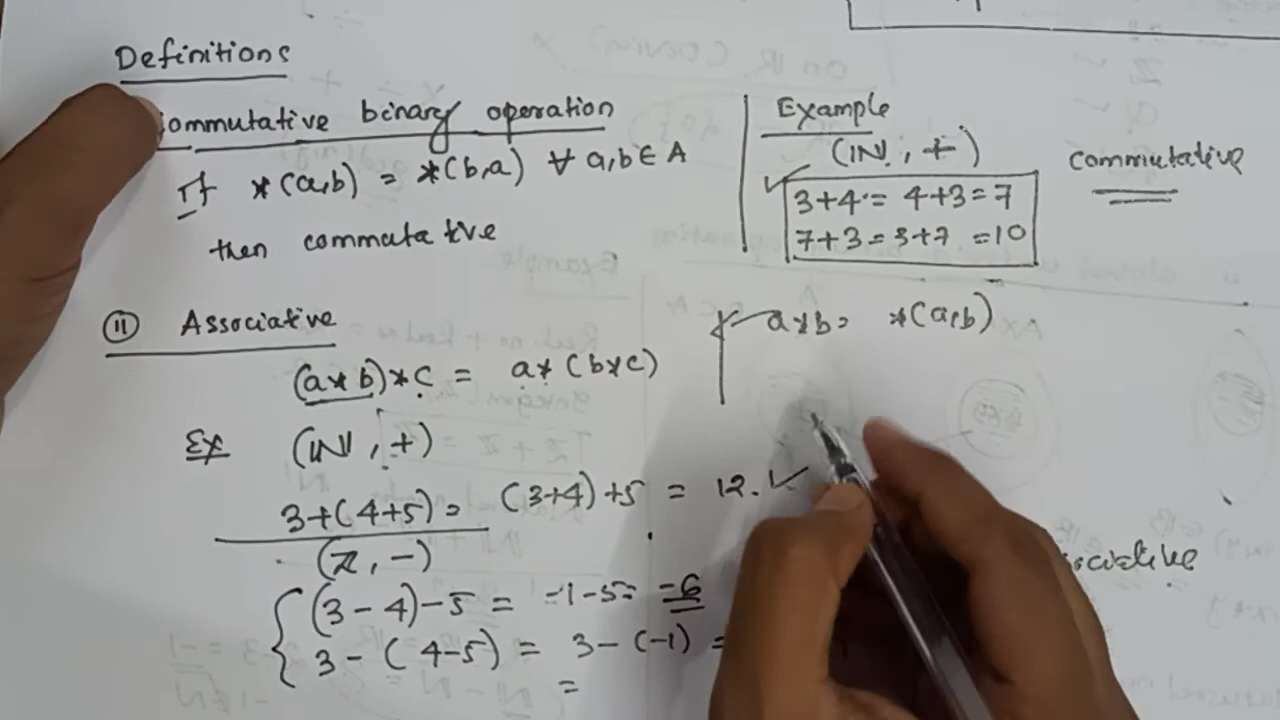 Definitions
commutative binary operation
If *(a,b) = *(b,a) ∀ a,b ∈ A
then commutative
Example
(IN, +)
3+4 = 4+3 = 7
7+3 = 3+7 = 10
commutative
(ii) Associative
(a*b)*c = a*(b*c)
a*b = *(a,b)
Ex (IN, +)
3+(4+5) = (3+4)+5 = 12. ✓
(Z, -)
(3-4)-5 = -1-5 = -6
3-(4-5) = 3-(-1) =
=